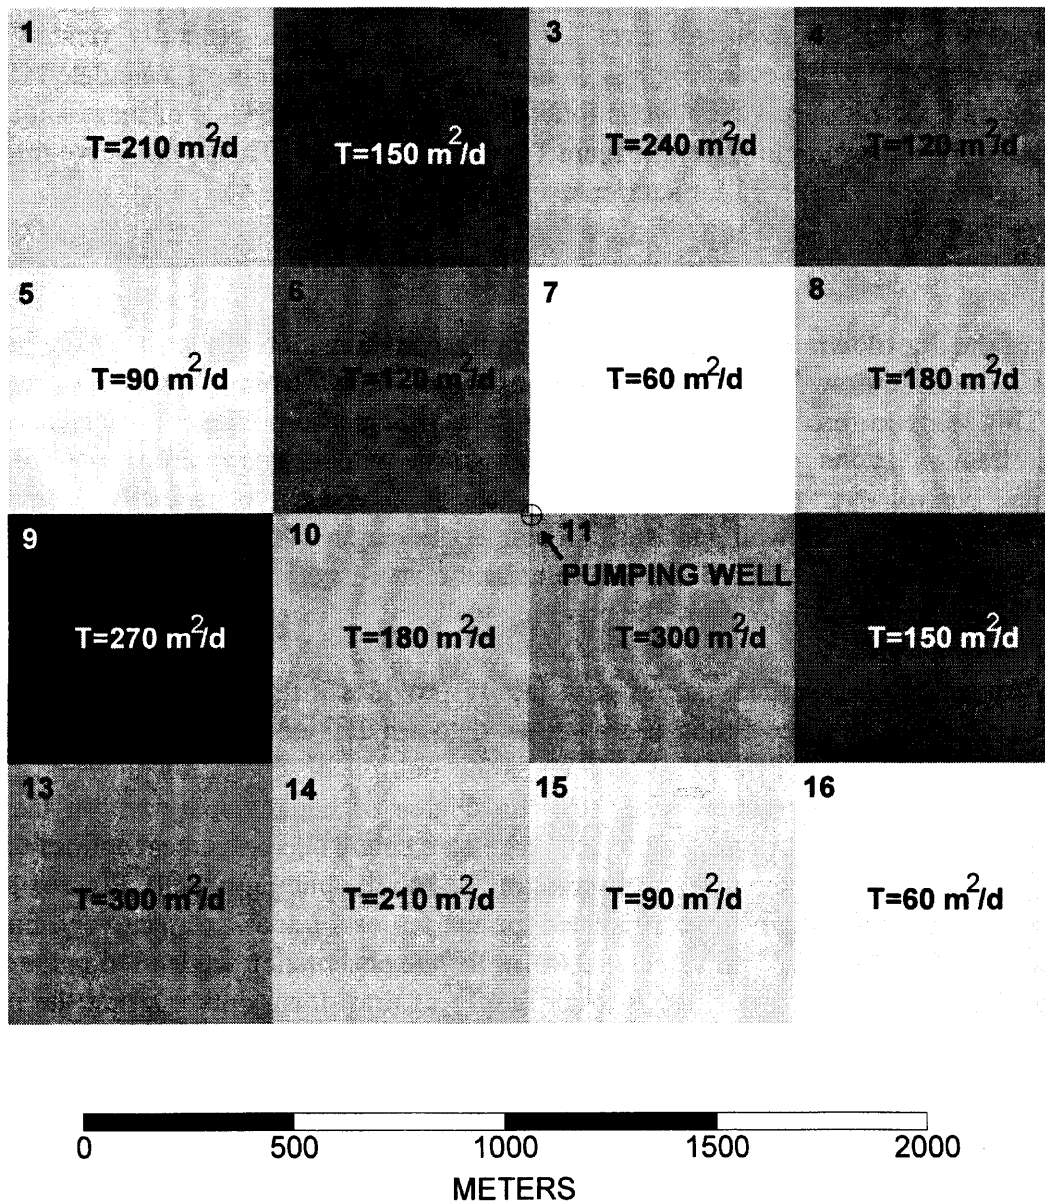 1
3
4
T=210 m²/d
T=150 m²/d
T=240 m²/d
T=120 m²/d
5
6
7
8
T=90 m²/d
T=120 m²/d
T=60 m²/d
T=180 m²/d
9
10
11
PUMPING WELL
T=270 m²/d
T=180 m²/d
T=300 m²/d
T=150 m²/d
13
14
15
16
T=300 m²/d
T=210 m²/d
T=90 m²/d
T=60 m²/d
0 500 1000 1500 2000
METERS